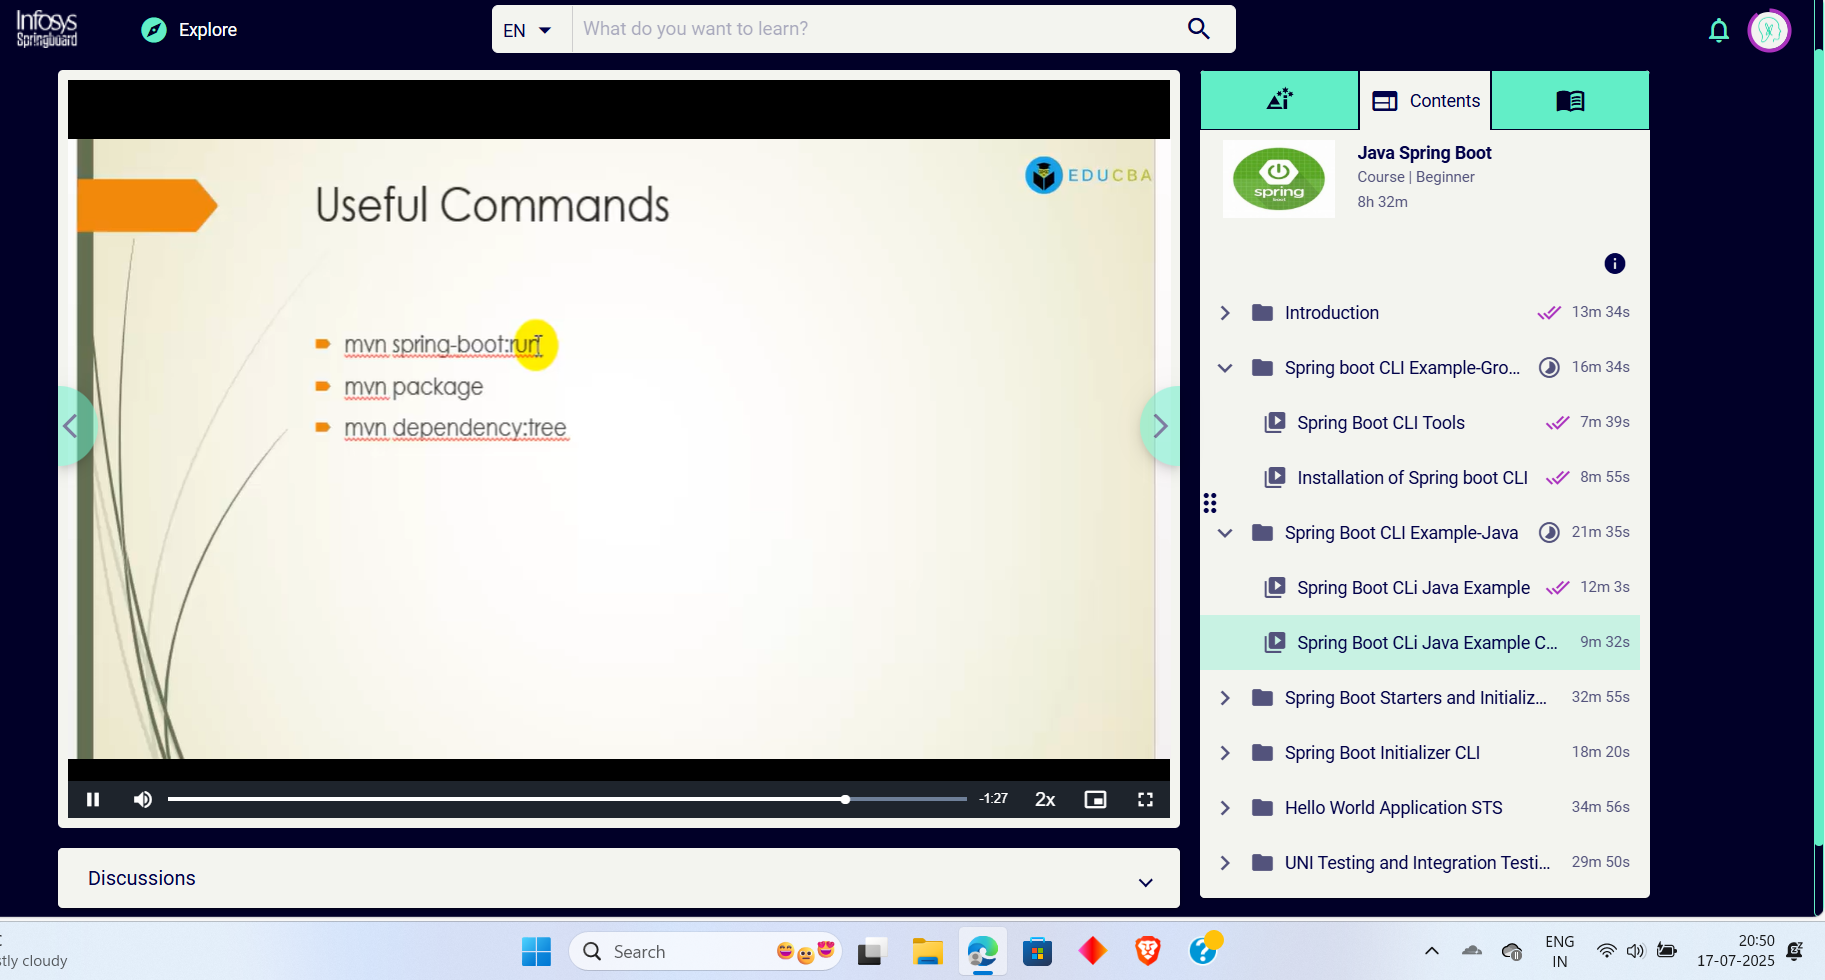 Infosys
Springboard
Explore
EN
What do you want to learn?
EDUCBA
Useful Commands
mvn spring-boot:run
mvn package
mvn dependency:tree
-1:27
2x
Discussions
Contents
Java Spring Boot
Course | Beginner
8h 32m
spring
boot
Introduction
13m 34s
Spring boot CLI Example-Gro...
16m 34s
Spring Boot CLI Tools
7m 39s
Installation of Spring boot CLI
8m 55s
Spring Boot CLI Example-Java
21m 35s
Spring Boot CLi Java Example
12m 3s
Spring Boot CLi Java Example C...
9m 32s
Spring Boot Starters and Initializ...
32m 55s
Spring Boot Initializer CLI
18m 20s
Hello World Application STS
34m 56s
UNI Testing and Integration Testi...
29m 50s
tly cloudy
Search
ENG
IN
20:50
17-07-2025